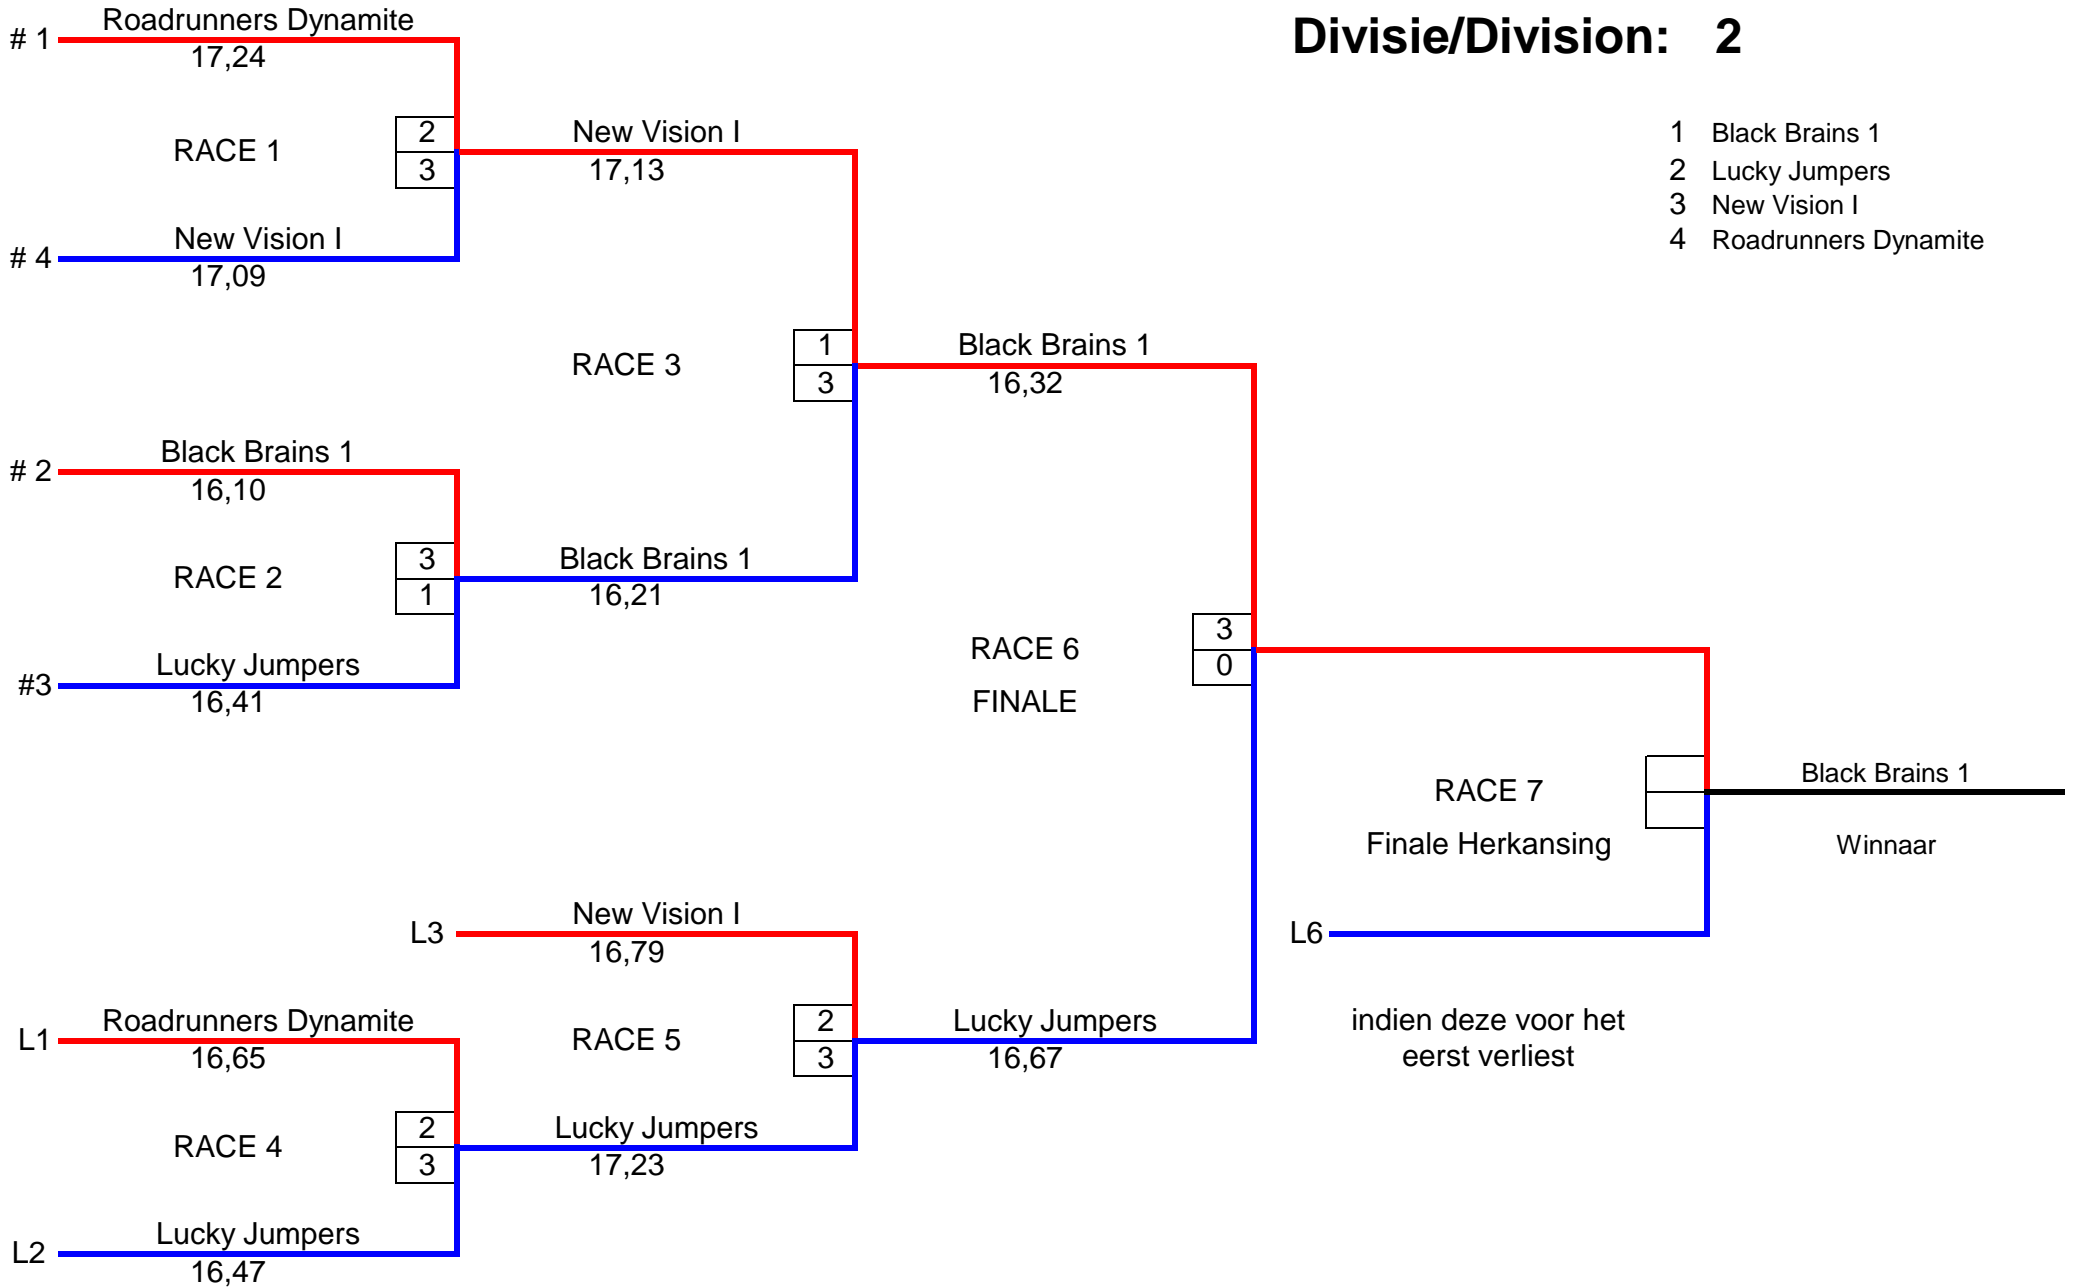 Divisie/Division: 2
1 Black Brains 1
2 Lucky Jumpers
3 New Vision I
4 Roadrunners Dynamite
# 1
Roadrunners Dynamite
17,24
RACE 1
2
3
# 4
New Vision I
17,09
New Vision I
17,13
# 2
Black Brains 1
16,10
RACE 2
3
1
#3
Lucky Jumpers
16,41
Black Brains 1
16,21
RACE 3
1
3
Black Brains 1
16,32
RACE 6
FINALE
3
0
L3
New Vision I
16,79
L1
Roadrunners Dynamite
16,65
RACE 4
2
3
L2
Lucky Jumpers
16,47
Lucky Jumpers
17,23
RACE 5
2
3
Lucky Jumpers
16,67
RACE 7
Finale Herkansing
L6
indien deze voor het
eerst verliest
Black Brains 1
Winnaar